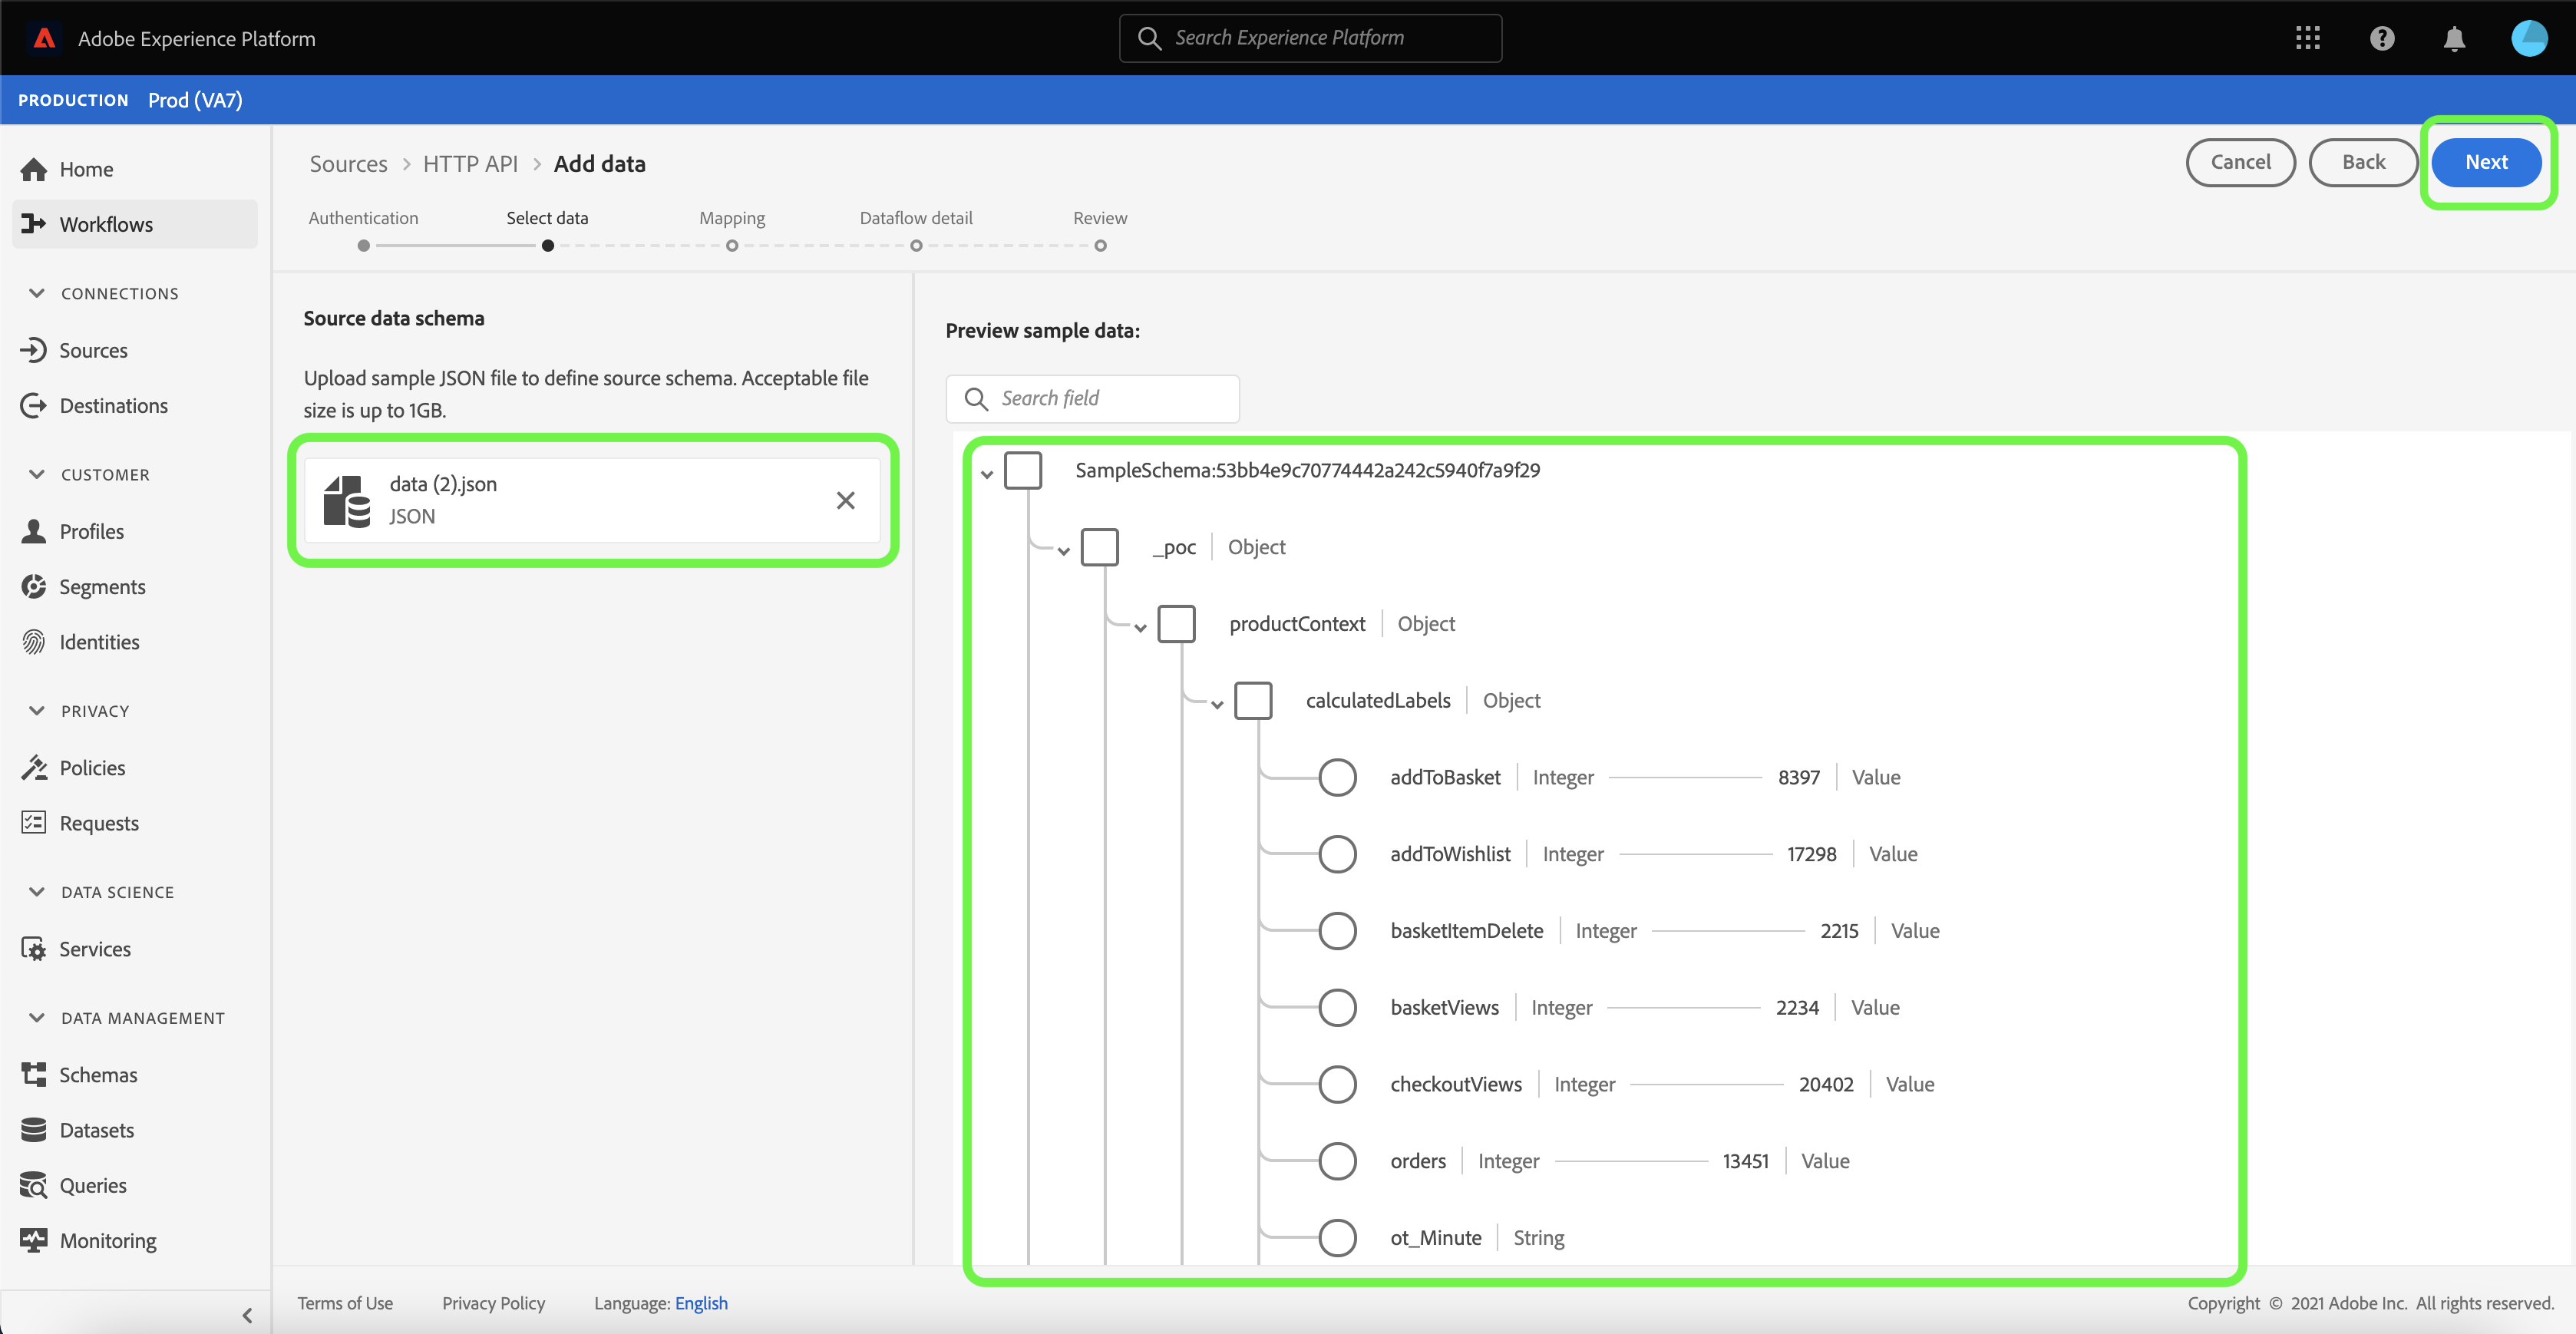 Adobe Experience Platform
Search Experience Platform
PRODUCTION Prod (VA7)
Home
Workflows
CONNECTIONS
Sources
Destinations
CUSTOMER
Profiles
Segments
Identities
PRIVACY
Policies
Requests
DATA SCIENCE
Services
DATA MANAGEMENT
Schemas
Datasets
Queries
Monitoring
Sources > HTTP API > Add data
Cancel Back Next
Authentication Select data Mapping Dataflow detail Review
Source data schema
Upload sample JSON file to define source schema. Acceptable file
size is up to 1GB.
data (2).json
JSON
Preview sample data:
Search field
SampleSchema:53bb4e9c70774442a242c5940f7a9f29
_poc Object
productContext Object
calculatedLabels Object
addToBasket Integer 8397 Value
addToWishlist Integer 17298 Value
basketItemDelete Integer 2215 Value
basketViews Integer 2234 Value
checkoutViews Integer 20402 Value
orders Integer 13451 Value
ot_Minute String
Terms of Use Privacy Policy Language: English
Copyright © 2021 Adobe Inc. All rights reserved.